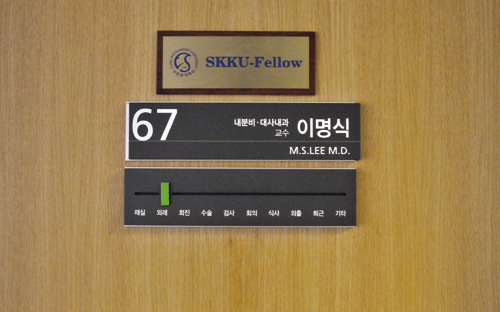 SKKU-Fellow
67
내분비·대사내과
교수 이명식
M.S.LEE M.D.
재실 외래 회진 수술 검사 회의 식사 외출 퇴근 기타